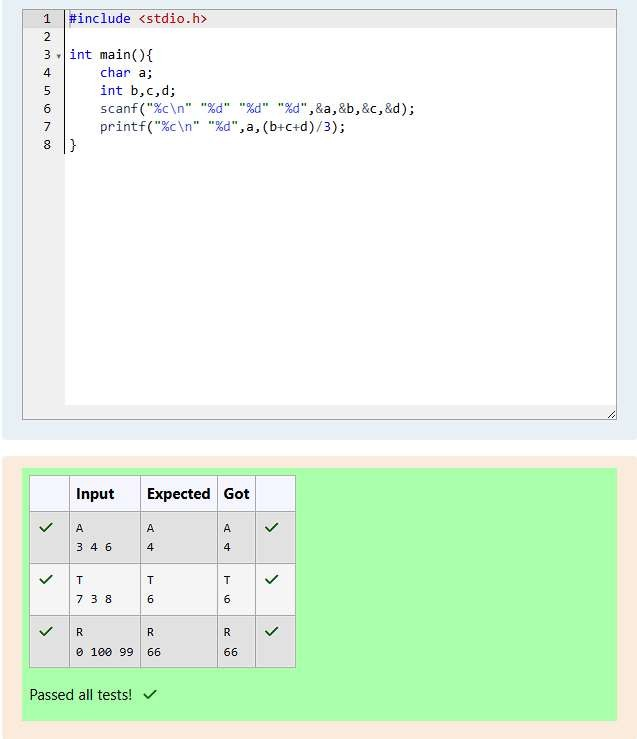 1 #include <stdio.h>
2
3 int main(){
4 char a;
5 int b,c,d;
6 scanf("%c\n" "%d" "%d" "%d",&a,&b,&c,&d);
7 printf("%c\n" "%d",a,(b+c+d)/3);
8 }
Input Expected Got
A A A
3 4 6 4 4
T T T
7 3 8 6 6
R R R
0 100 99 66 66
Passed all tests!